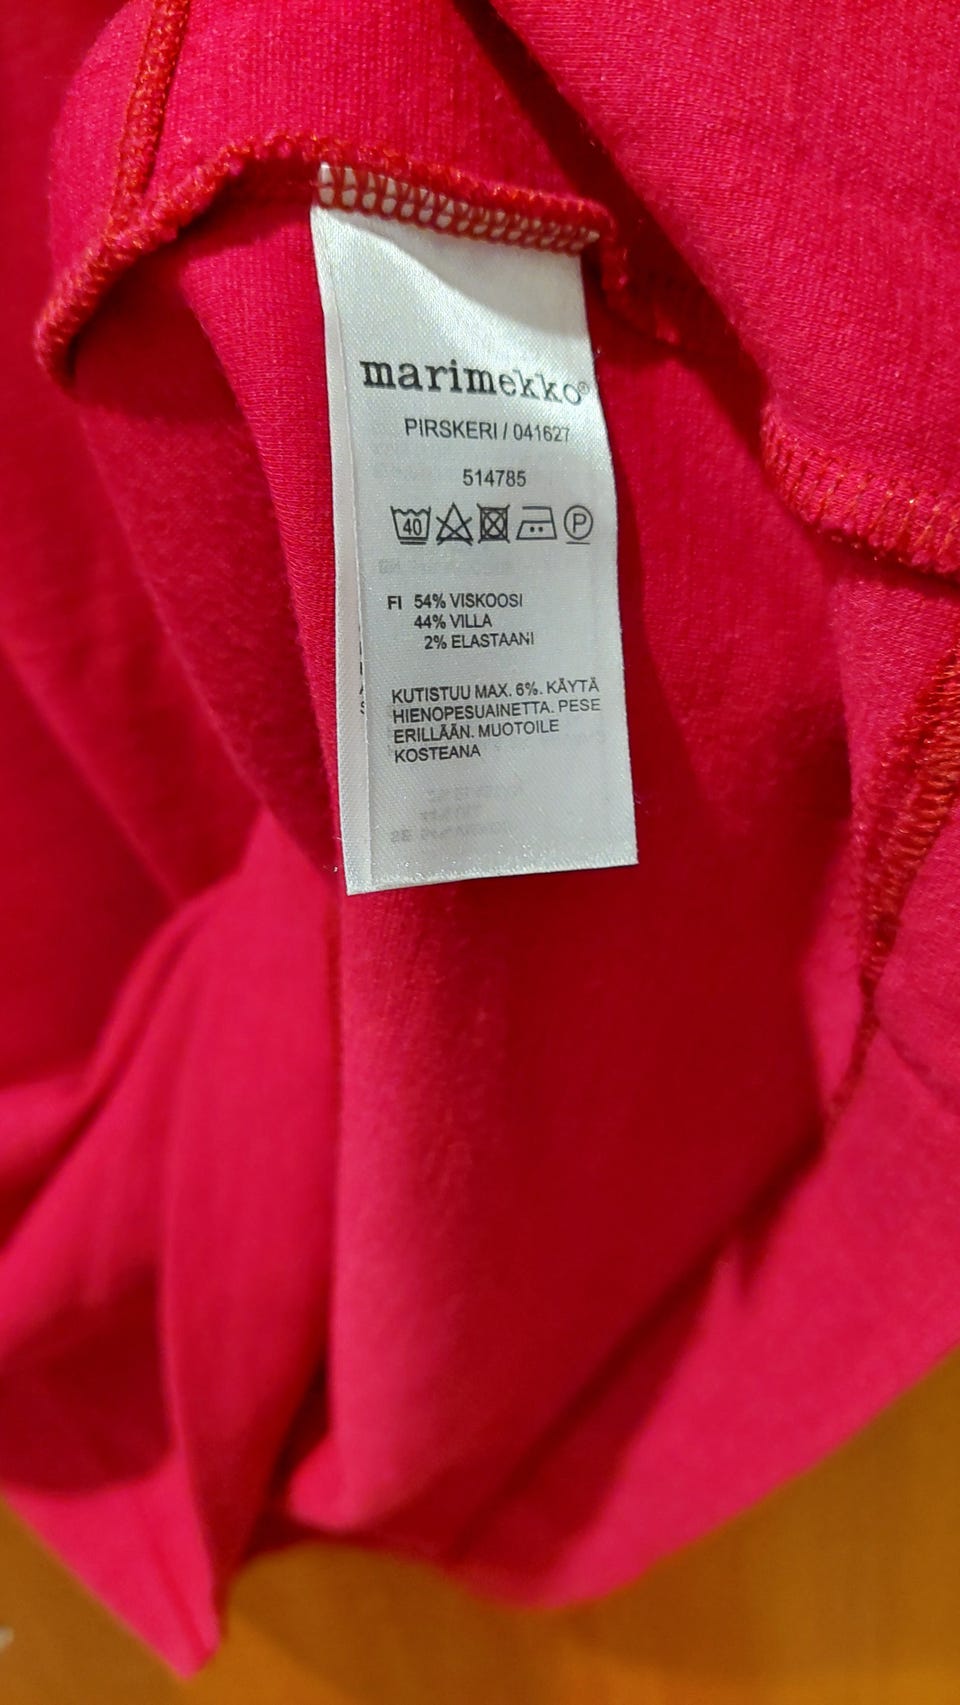 marimekko®
PIRSKERI / 041627
514785
40 P
FI 54% VISKOOSI
44% VILLA
2% ELASTAANI
KUTISTUU MAX. 6%. KÄYTÄ
HIENOPESUAINETTA. PESE
ERILLÄÄN. MUOTOILE
KOSTEANA